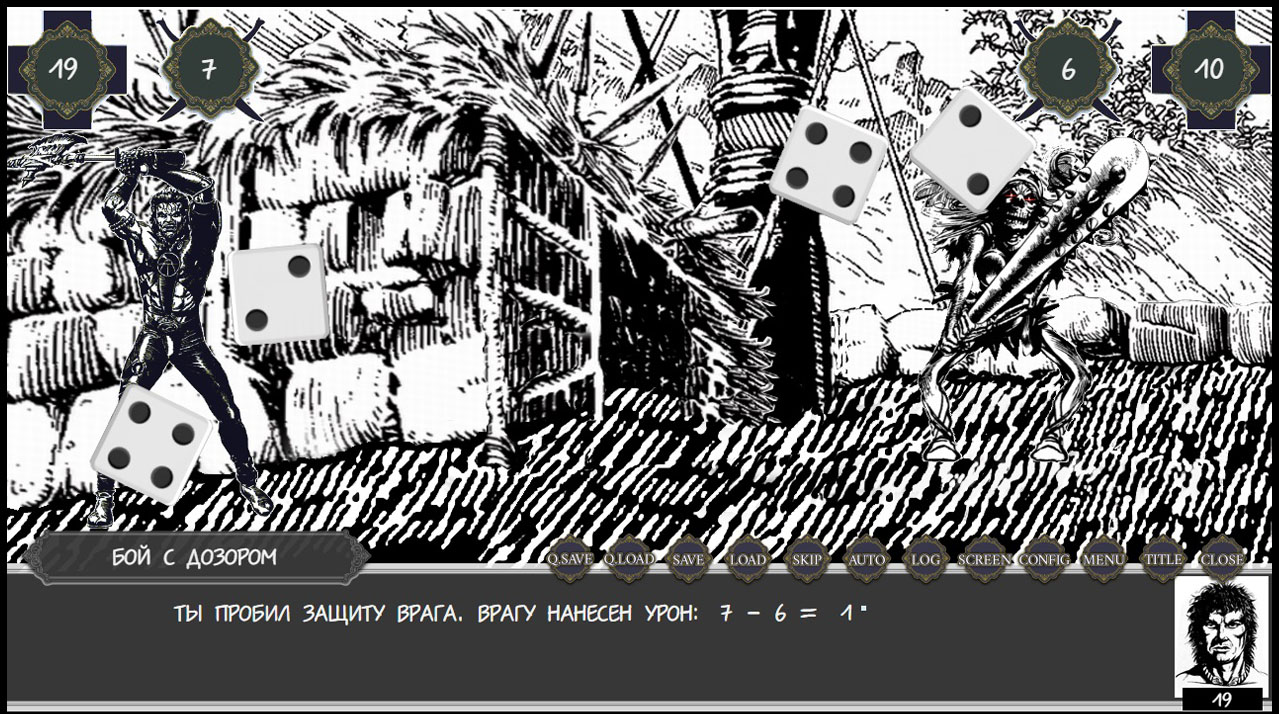 19 7 6 10
БОЙ С ДОЗОРОМ
Q.SAVE Q.LOAD SAVE LOAD SKIP AUTO LOG SCREEN CONFIG MENU TITLE CLOSE
ТЫ ПРОБИЛ ЗАЩИТУ ВРАГА. ВРАГУ НАНЕСЕН УРОН: 7 - 6 = 1
19